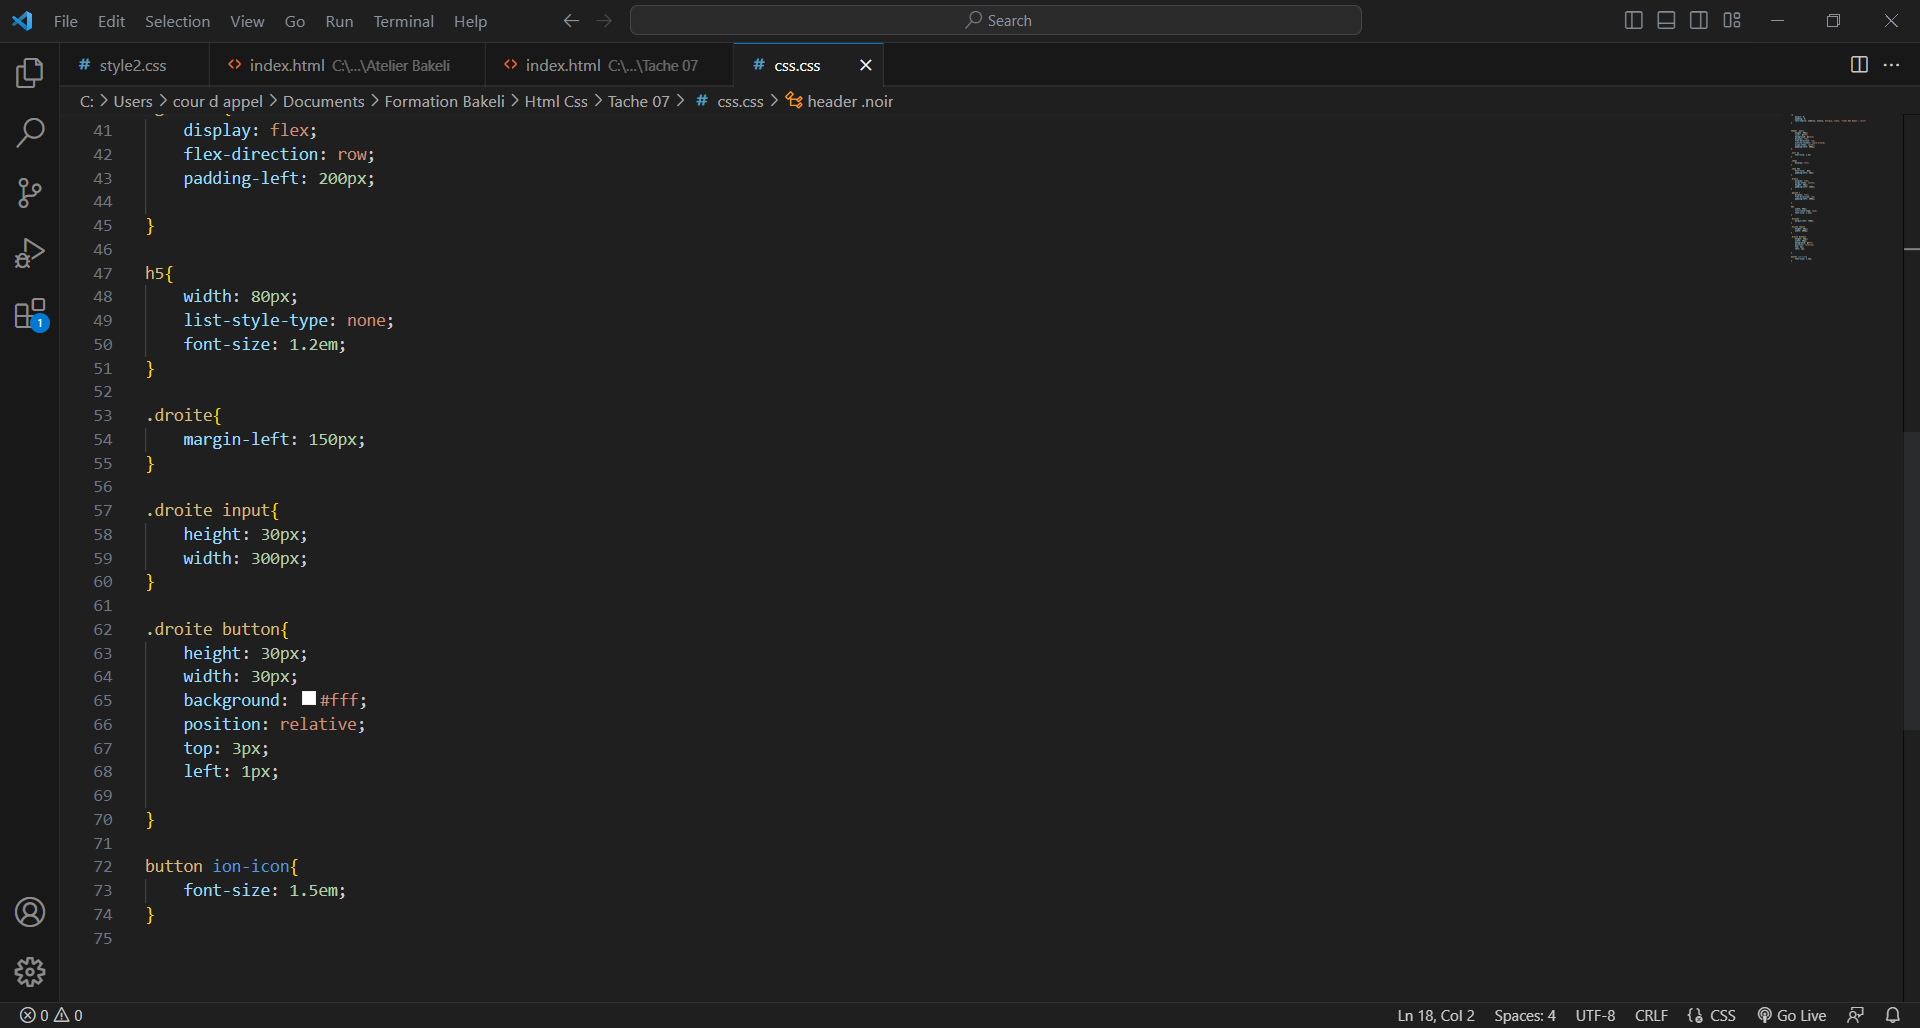 File Edit Selection View Go Run Terminal Help Search
# style2.css <> index.html C:\...\Atelier Bakeli <> index.html C:\...\Tache 07 # css.css
C: > Users > cour d appel > Documents > Formation Bakeli > Html Css > Tache 07 > # css.css > header .noir
41 display: flex;
42 flex-direction: row;
43 padding-left: 200px;
44
45 }
46
47 h5{
48 width: 80px;
49 list-style-type: none;
50 font-size: 1.2em;
51 }
52
53 .droite{
54 margin-left: 150px;
55 }
56
57 .droite input{
58 height: 30px;
59 width: 300px;
60 }
61
62 .droite button{
63 height: 30px;
64 width: 30px;
65 background: #fff;
66 position: relative;
67 top: 3px;
68 left: 1px;
69
70 }
71
72 button ion-icon{
73 font-size: 1.5em;
74 }
75
1
0 0 Ln 18, Col 2 Spaces: 4 UTF-8 CRLF {} CSS Go Live